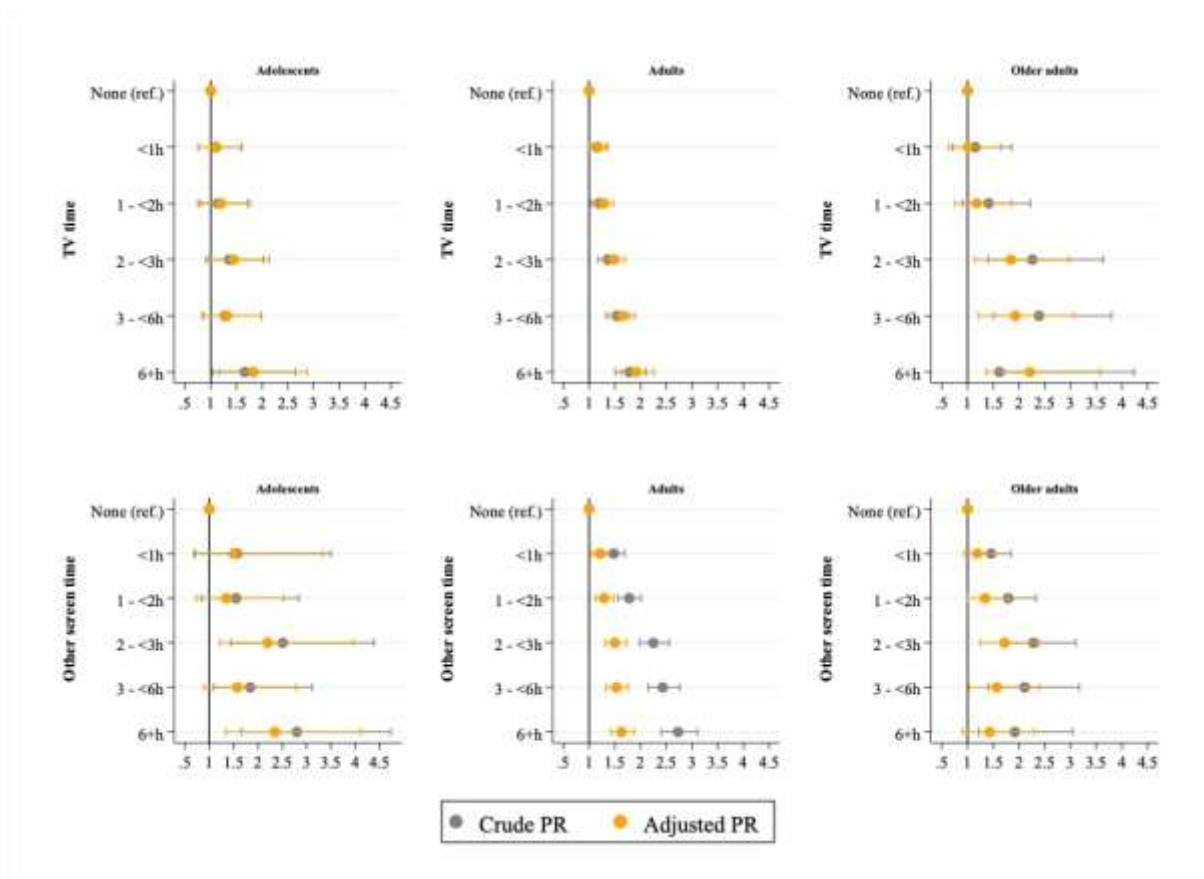 Adolescents
TV time
None (ref.)
<1h
1 - <2h
2 - <3h
3 - <6h
6+h
.5 1 1.5 2 2.5 3 3.5 4 4.5
Adults
TV time
None (ref.)
<1h
1 - <2h
2 - <3h
3 - <6h
6+h
.5 1 1.5 2 2.5 3 3.5 4 4.5
Older adults
TV time
None (ref.)
<1h
1 - <2h
2 - <3h
3 - <6h
6+h
.5 1 1.5 2 2.5 3 3.5 4 4.5
Adolescents
Other screen time
None (ref.)
<1h
1 - <2h
2 - <3h
3 - <6h
6+h
.5 1 1.5 2 2.5 3 3.5 4 4.5
Adults
Other screen time
None (ref.)
<1h
1 - <2h
2 - <3h
3 - <6h
6+h
.5 1 1.5 2 2.5 3 3.5 4 4.5
Older adults
Other screen time
None (ref.)
<1h
1 - <2h
2 - <3h
3 - <6h
6+h
.5 1 1.5 2 2.5 3 3.5 4 4.5
Crude PR Adjusted PR